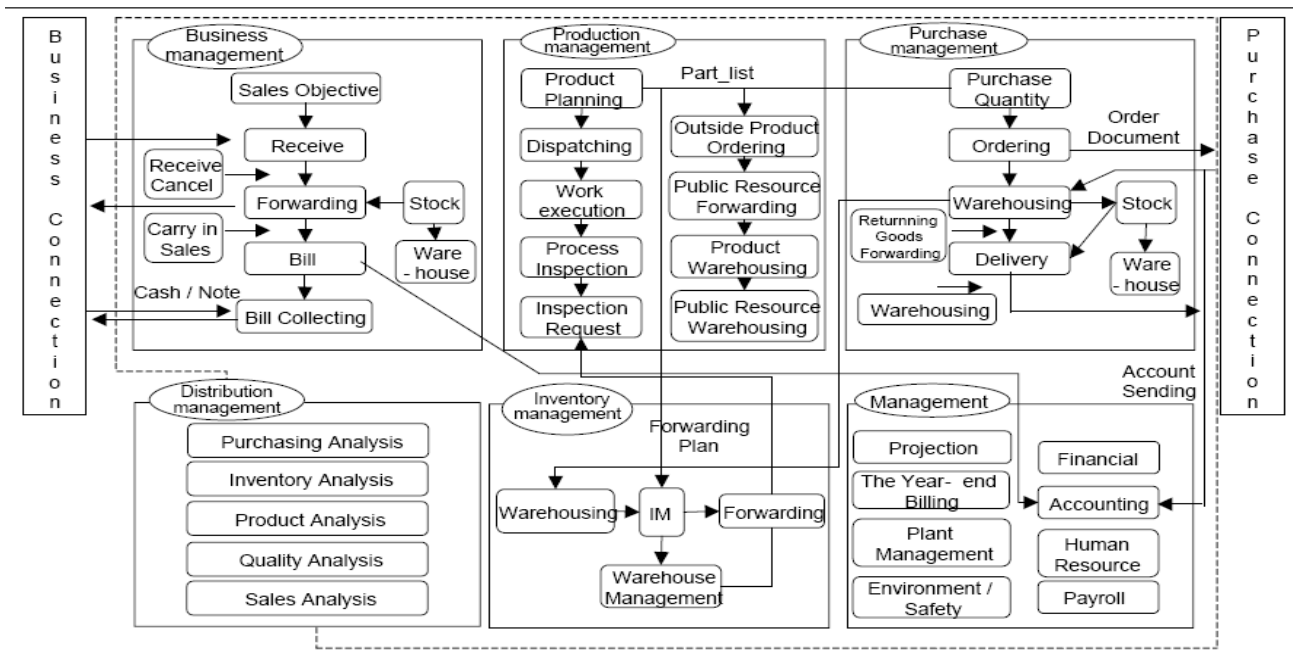 Business Connection
Business
management
Sales Objective
Receive
Receive
Cancel
Forwarding
Stock
Carry in
Sales
Ware
- house
Bill
Cash / Note
Bill Collecting
Production
management
Part_list
Product
Planning
Dispatching
Work
execution
Process
Inspection
Inspection
Request
Outside Product
Ordering
Public Resource
Forwarding
Product
Warehousing
Public Resource
Warehousing
Purchase
management
Purchase
Quantity
Order
Document
Ordering
Warehousing
Stock
Returnning
Goods
Forwarding
Delivery
Ware
- house
Warehousing
Purchase Connection
Account
Sending
Distribution
management
Purchasing Analysis
Inventory Analysis
Product Analysis
Quality Analysis
Sales Analysis
Inventory
management
Forwarding
Plan
Warehousing
IM
Forwarding
Warehouse
Management
Management
Projection
The Year- end
Billing
Plant
Management
Environment /
Safety
Financial
Accounting
Human
Resource
Payroll